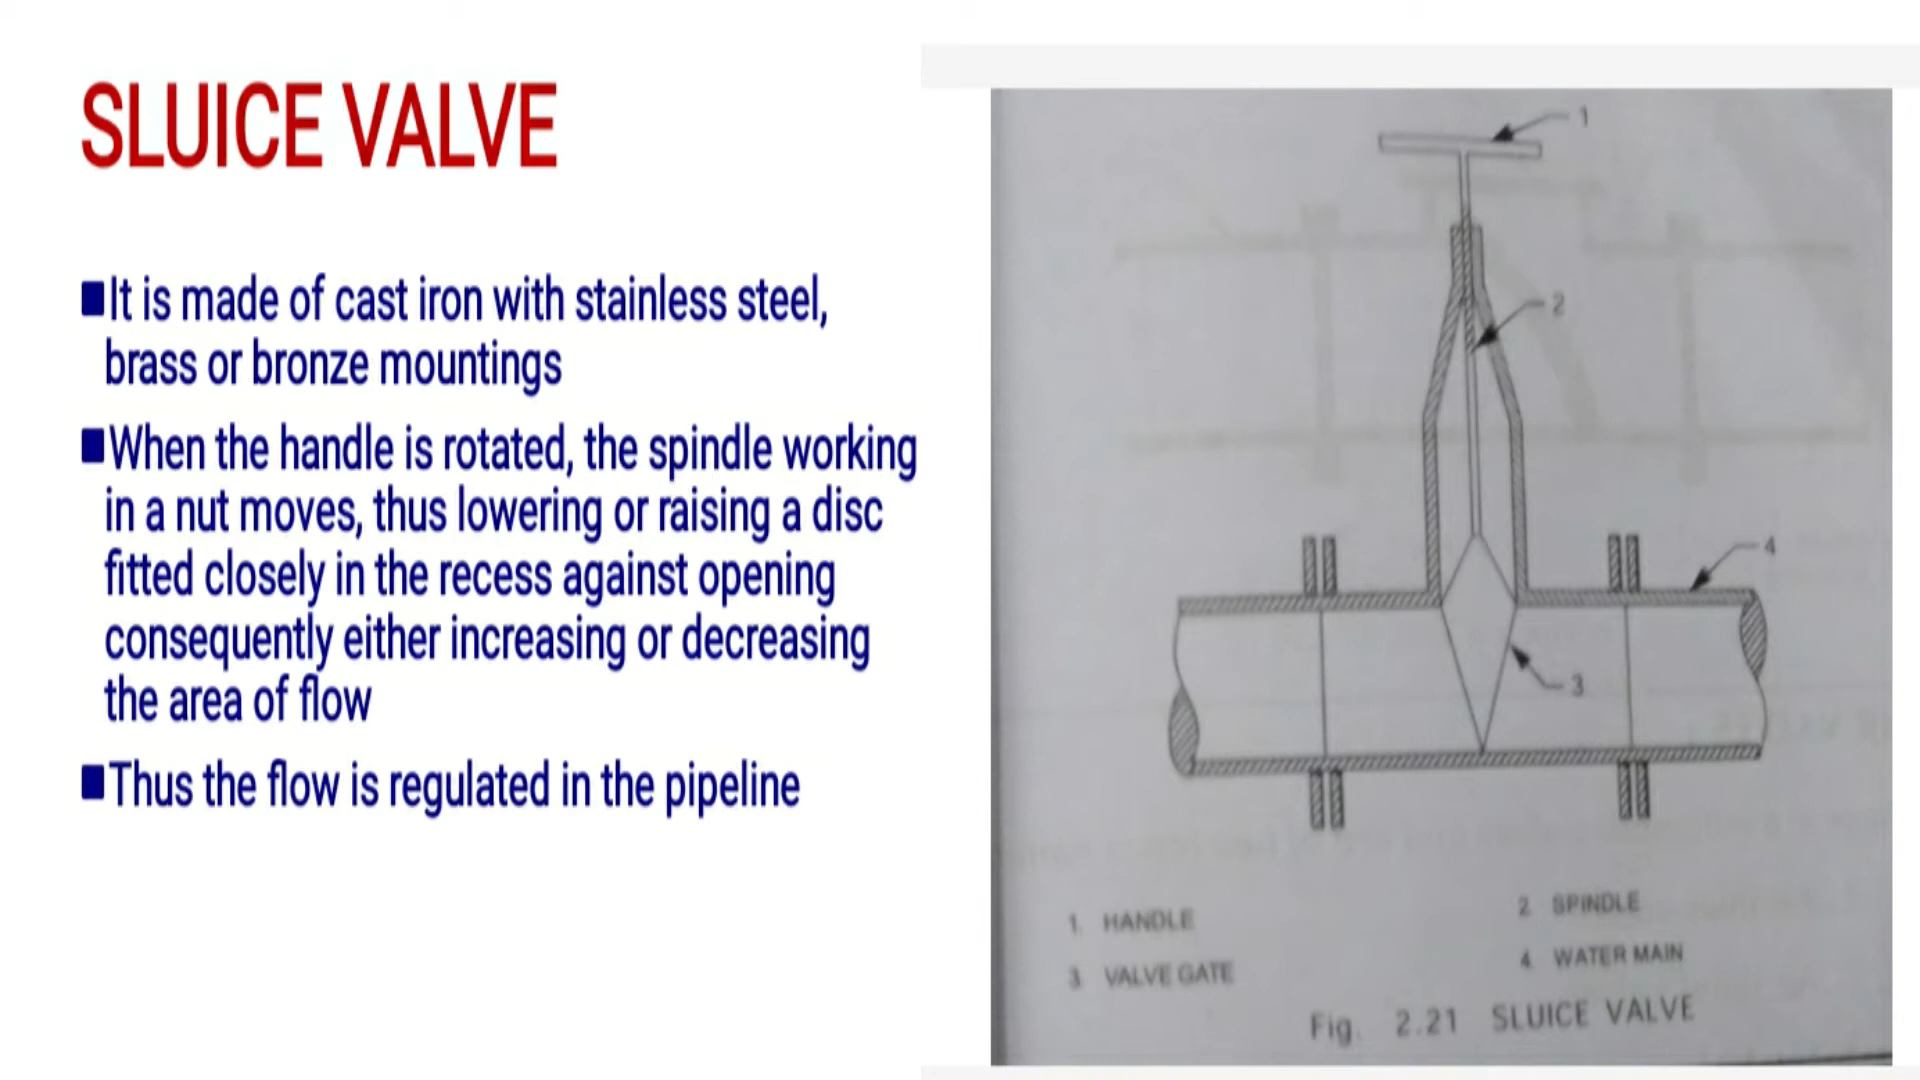 SLUICE VALVE
It is made of cast iron with stainless steel,
brass or bronze mountings
When the handle is rotated, the spindle working
in a nut moves, thus lowering or raising a disc
fitted closely in the recess against opening
consequently either increasing or decreasing
the area of flow
Thus the flow is regulated in the pipeline
1
2
4
3
1. HANDLE
2 SPINDLE
3 VALVE GATE
4 WATER MAIN
Fig. 2.21 SLUICE VALVE